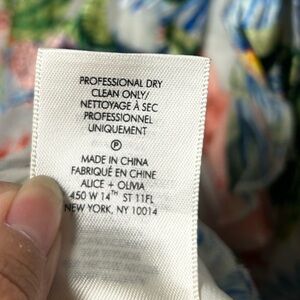 PROFESSIONAL DRY
CLEAN ONLY/
NETTOYAGE À SEC
PROFESSIONNEL
UNIQUEMENT
P
MADE IN CHINA
FABRIQUÉ EN CHINE
ALICE + OLIVIA
450 W 14TH ST 11FL
NEW YORK, NY 10014